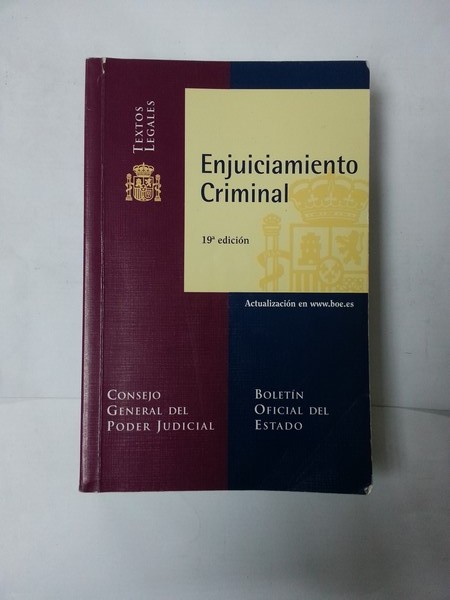 TEXTOS
LEGALES
Enjuiciamiento
Criminal
19ª edición
Actualización en www.boe.es
CONSEJO
GENERAL DEL
PODER JUDICIAL
BOLETÍN
OFICIAL DEL
ESTADO